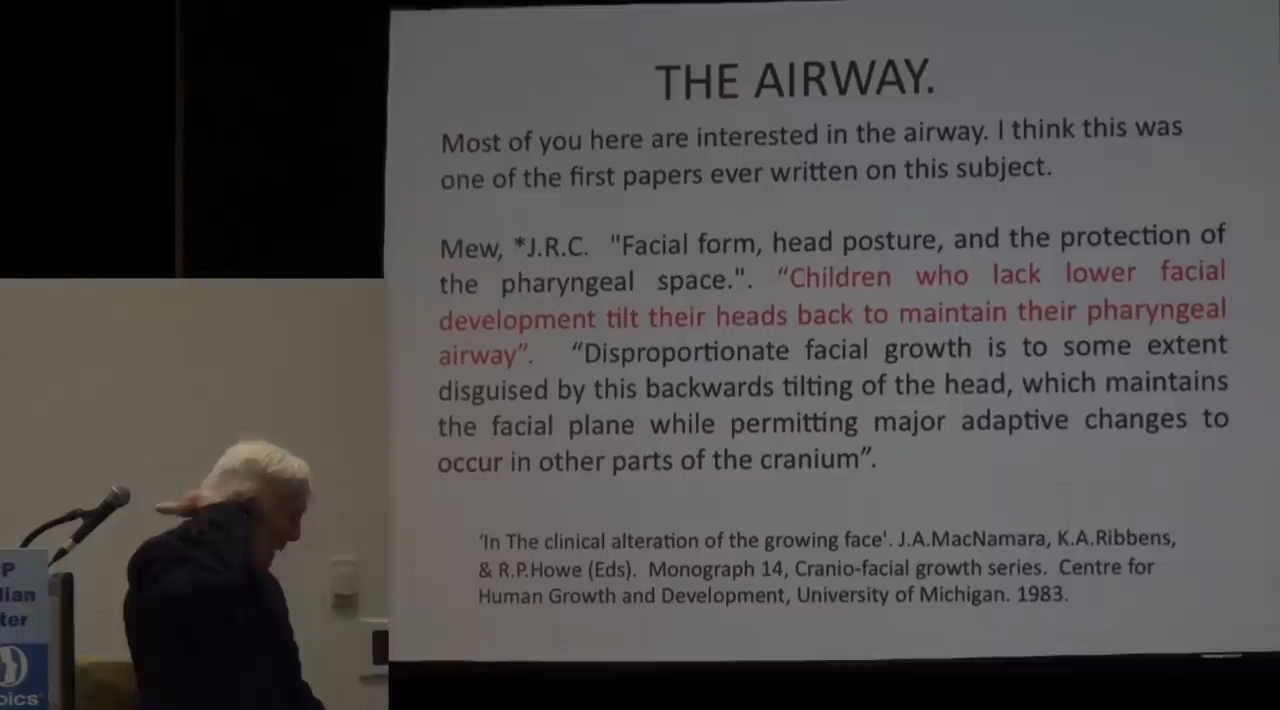 THE AIRWAY.
Most of you here are interested in the airway. I think this was
one of the first papers ever written on this subject.
Mew, *J.R.C. "Facial form, head posture, and the protection of
the pharyngeal space.". “Children who lack lower facial
development tilt their heads back to maintain their pharyngeal
airway”. “Disproportionate facial growth is to some extent
disguised by this backwards tilting of the head, which maintains
the facial plane while permitting major adaptive changes to
occur in other parts of the cranium”.
‘In The clinical alteration of the growing face'. J.A.MacNamara, K.A.Ribbens,
& R.P.Howe (Eds). Monograph 14, Cranio-facial growth series. Centre for
Human Growth and Development, University of Michigan. 1983.
P
lian
ter
pics